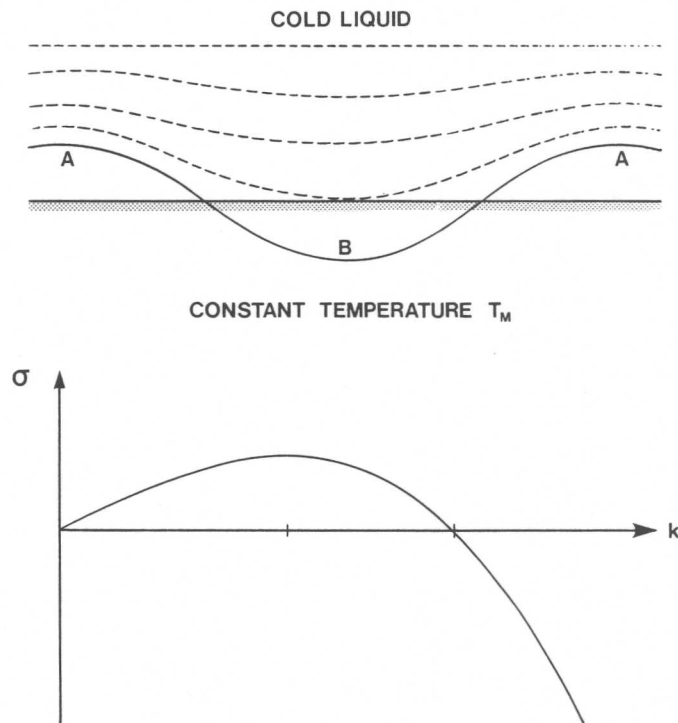 COLD LIQUID
A A
B
CONSTANT TEMPERATURE T_M
σ
k